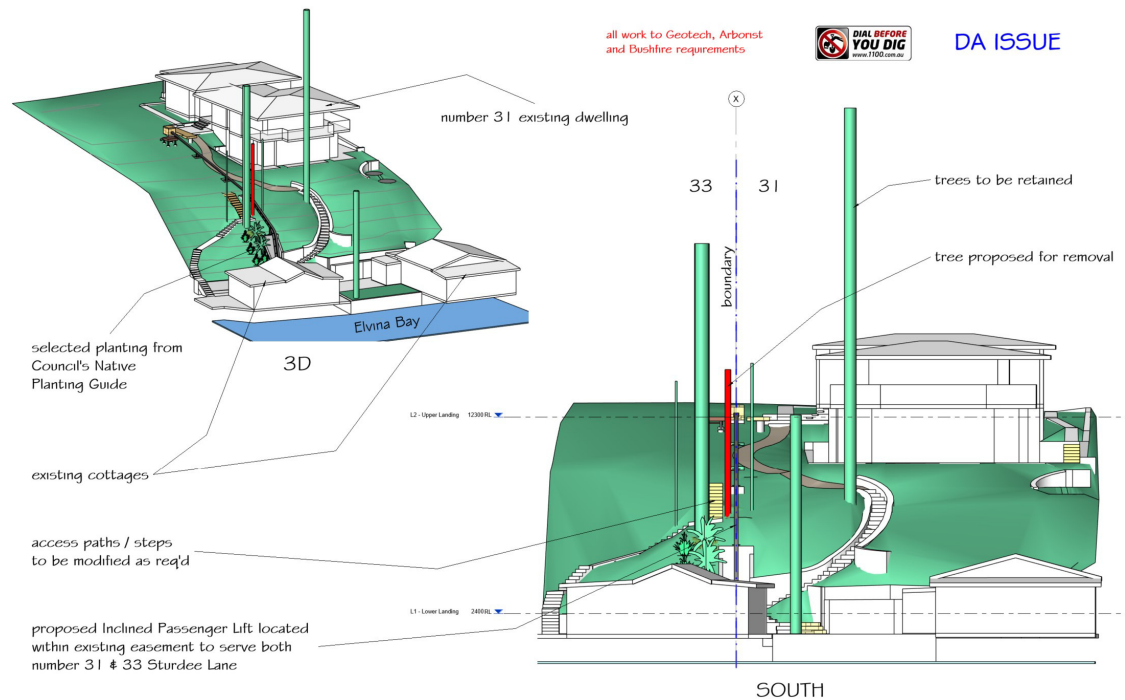 all work to Geotech, Arborist
and Bushfire requirements
DIAL BEFORE
YOU DIG
www.1100.com.au
DA ISSUE
number 31 existing dwelling
X
33
31
trees to be retained
tree proposed for removal
boundary
Elvina Bay
3D
selected planting from
Council's Native
Planting Guide
L2 - Upper Landing 12300 RL
existing cottages
access paths / steps
to be modified as req'd
L1 - Lower Landing 2400 RL
proposed Inclined Passenger Lift located
within existing easement to serve both
number 31 & 33 Sturdee Lane
SOUTH